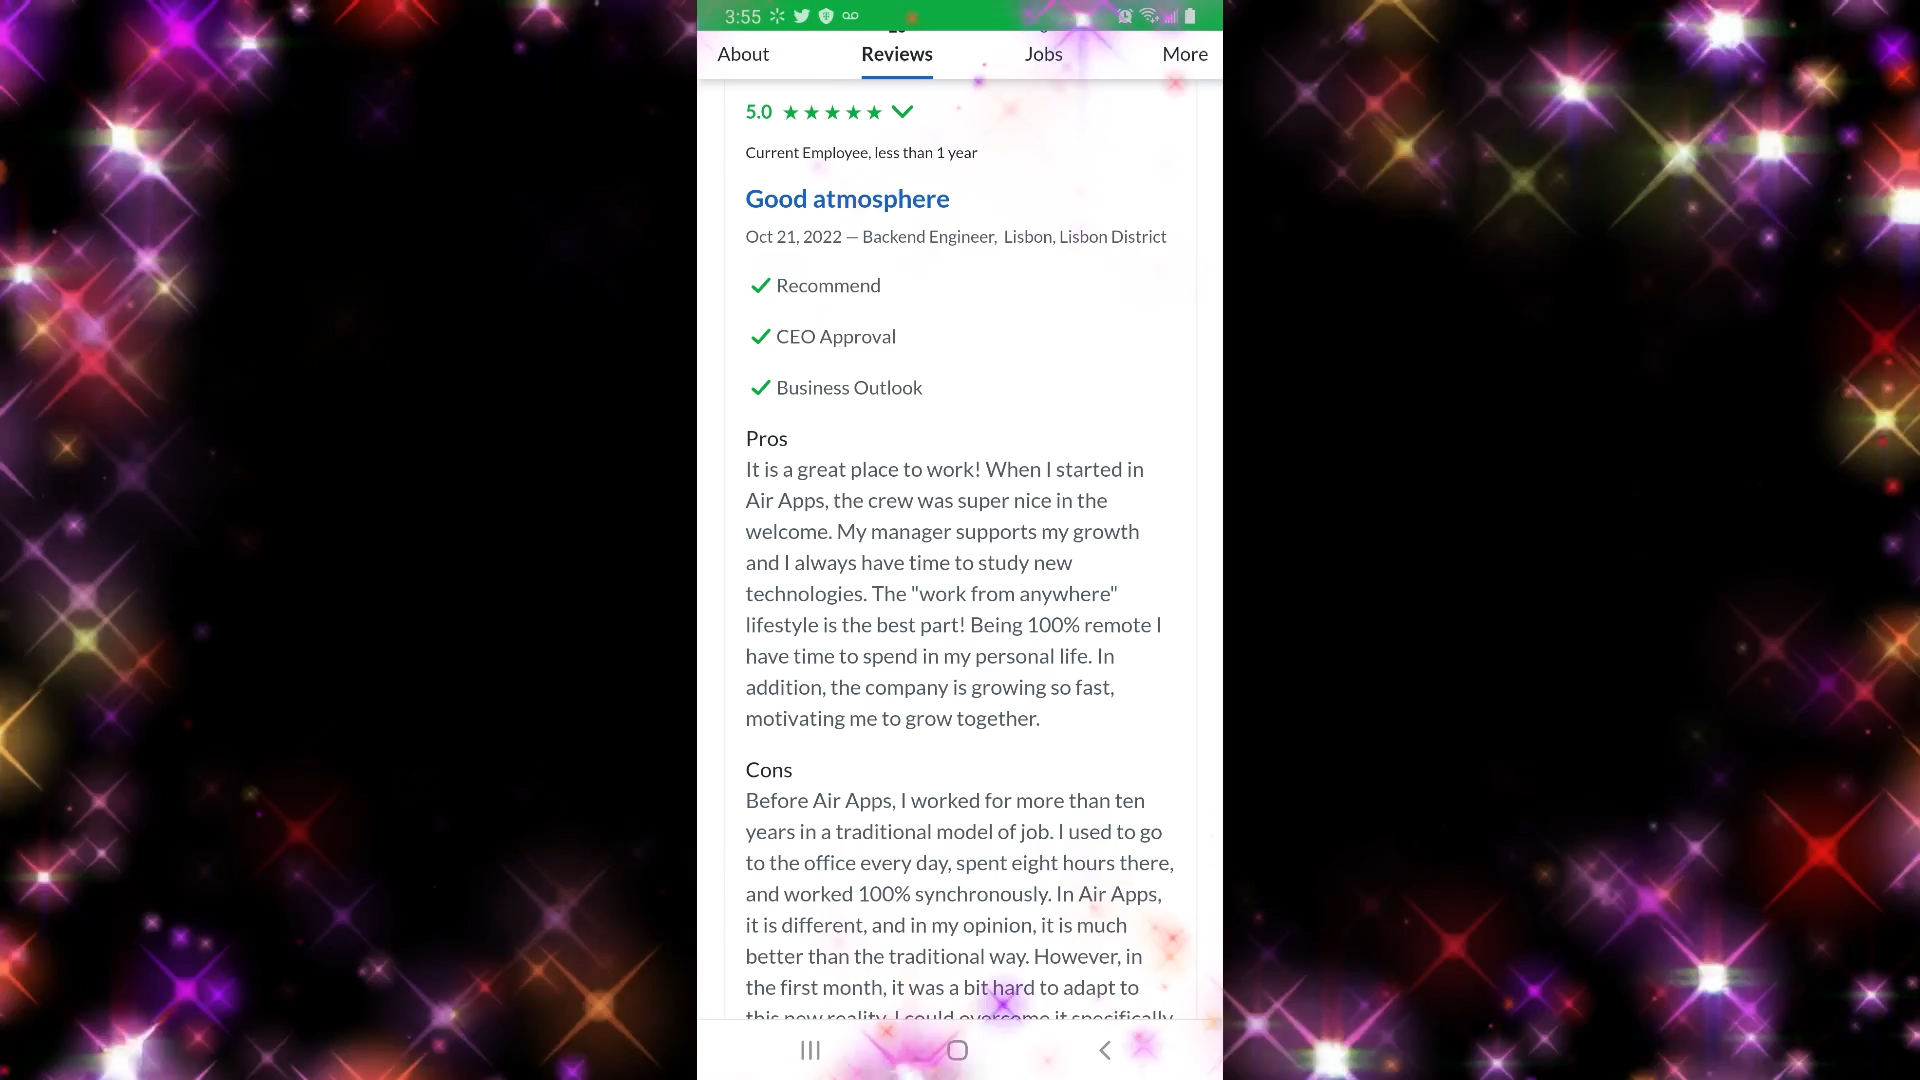 3:55
About Reviews Jobs More
5.0
Current Employee, less than 1 year
Good atmosphere
Oct 21, 2022 — Backend Engineer, Lisbon, Lisbon District
Recommend
CEO Approval
Business Outlook
Pros
It is a great place to work! When I started in
Air Apps, the crew was super nice in the
welcome. My manager supports my growth
and I always have time to study new
technologies. The "work from anywhere"
lifestyle is the best part! Being 100% remote I
have time to spend in my personal life. In
addition, the company is growing so fast,
motivating me to grow together.
Cons
Before Air Apps, I worked for more than ten
years in a traditional model of job. I used to go
to the office every day, spent eight hours there,
and worked 100% synchronously. In Air Apps,
it is different, and in my opinion, it is much
better than the traditional way. However, in
the first month, it was a bit hard to adapt to
this new reality. I could overcome it specifically